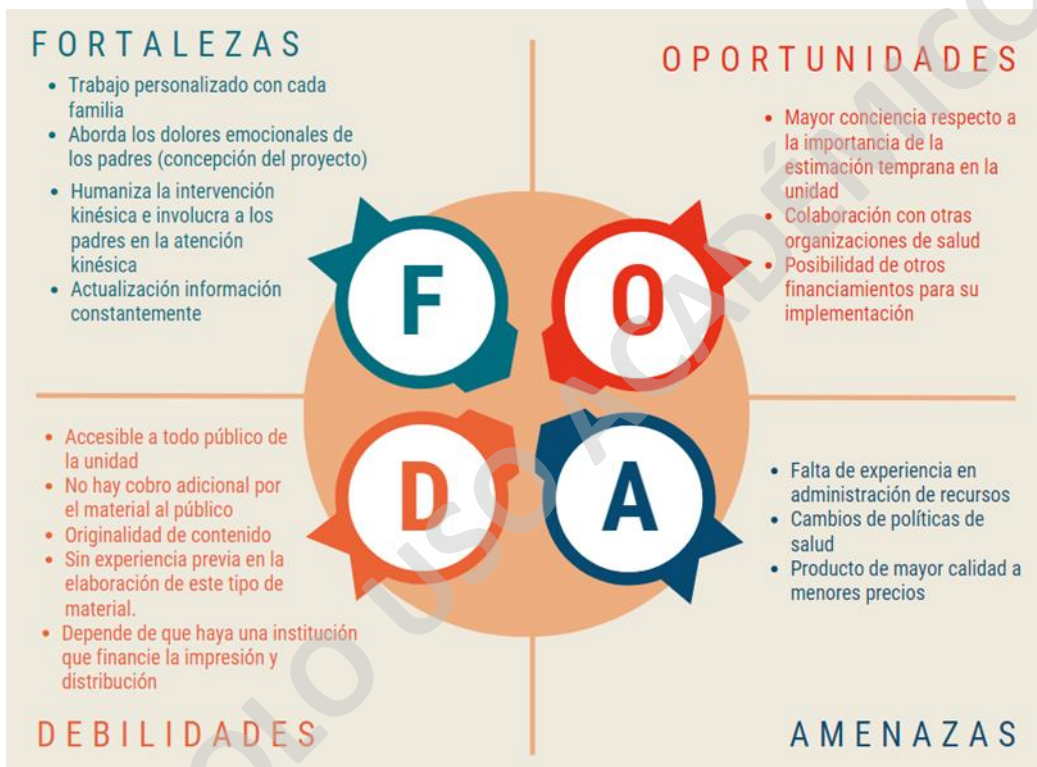 FORTALEZAS
• Trabajo personalizado con cada
familia
• Aborda los dolores emocionales de
los padres (concepción del proyecto)
• Humaniza la intervención
kinésica e involucra a los
padres en la atención
kinésica
• Actualización información
constantemente
OPORTUNIDADES
• Mayor conciencia respecto a
la importancia de la
estimación temprana en la
unidad
• Colaboración con otras
organizaciones de salud
• Posibilidad de otros
financiamientos para su
implementación
F
O
D
A
• Accesible a todo público de
la unidad
• No hay cobro adicional por
el material al público
• Originalidad de contenido
• Sin experiencia previa en la
elaboración de este tipo de
material.
• Depende de que haya una institución
que financie la impresión y
distribución
DEBILIDADES
• Falta de experiencia en
administración de recursos
• Cambios de políticas de
salud
• Producto de mayor calidad a
menores precios
AMENAZAS
SOLO USO ACADÉMICO